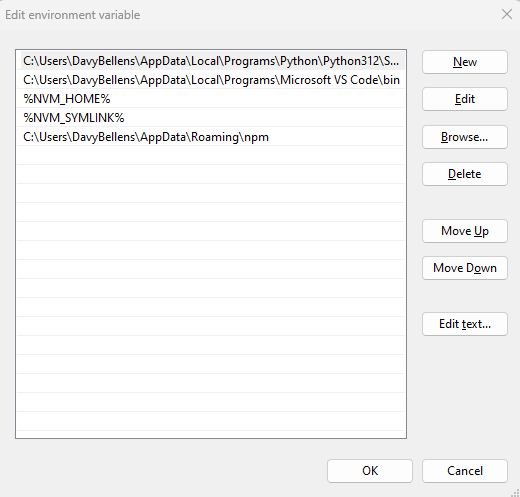 Edit environment variable
C:\Users\DavyBellens\AppData\Local\Programs\Python\Python312\S...
C:\Users\DavyBellens\AppData\Local\Programs\Microsoft VS Code\bin
%NVM_HOME%
%NVM_SYMLINK%
C:\Users\DavyBellens\AppData\Roaming\npm
New
Edit
Browse...
Delete
Move Up
Move Down
Edit text...
OK
Cancel